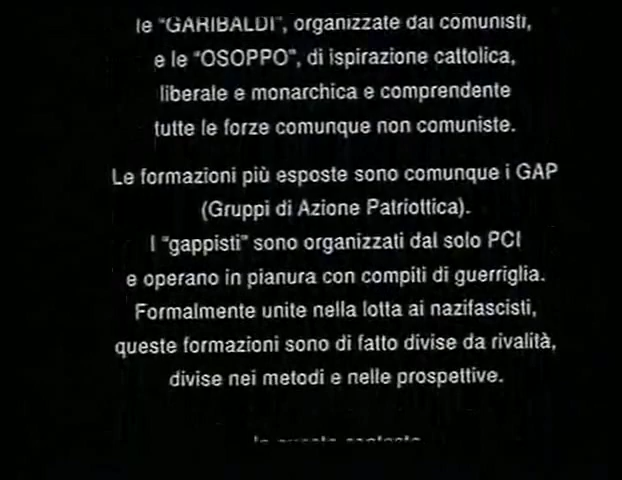 le "GARIBALDI", organizzate dai comunisti,
e le "OSOPPO", di ispirazione cattolica,
liberale e monarchica e comprendente
tutte le forze comunque non comuniste.
Le formazioni più esposte sono comunque i GAP
(Gruppi di Azione Patriottica).
I "gappisti" sono organizzati dal solo PCI
e operano in pianura con compiti di guerriglia.
Formalmente unite nella lotta ai nazifascisti,
queste formazioni sono di fatto divise da rivalità,
divise nei metodi e nelle prospettive.